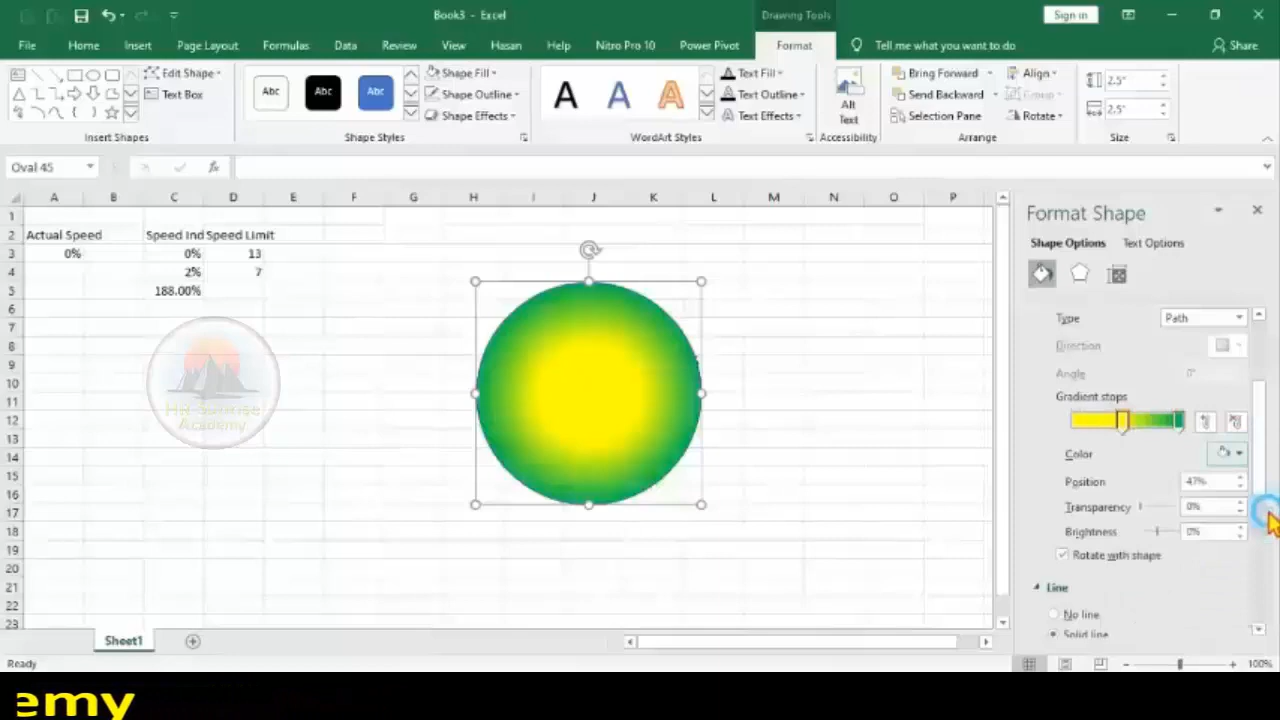 Book3 - Excel
Drawing Tools
Sign in
File Home Insert Page Layout Formulas Data Review View Hasan Help Nitro Pro 10 Power Pivot Format Tell me what you want to do Share
Edit Shape
Text Box
Insert Shapes
Abc Abc Abc
Shape Fill
Shape Outline
Shape Effects
Shape Styles
A A A
Text Fill
Text Outline
Text Effects
WordArt Styles
Alt
Text
Accessibility
Bring Forward
Send Backward
Selection Pane
Align
Group
Rotate
Arrange
2.5"
2.5"
Size
Oval 45
fx
A B C D E F G H I J K L M N O P
1
2 Actual Speed Speed Ind Speed Limit
3 0% 0% 13
4 2% 7
5 188.00%
6
7
8
9
10
11
12
13
14
15
16
17
18
19
20
21
22
23
HR Sunrise
Academy
Format Shape
Shape Options Text Options
Type Path
Direction
Angle 0°
Gradient stops
Color
Position 47%
Transparency 0%
Brightness 0%
Rotate with shape
Line
No line
Solid line
Sheet1
Ready
100%
emy